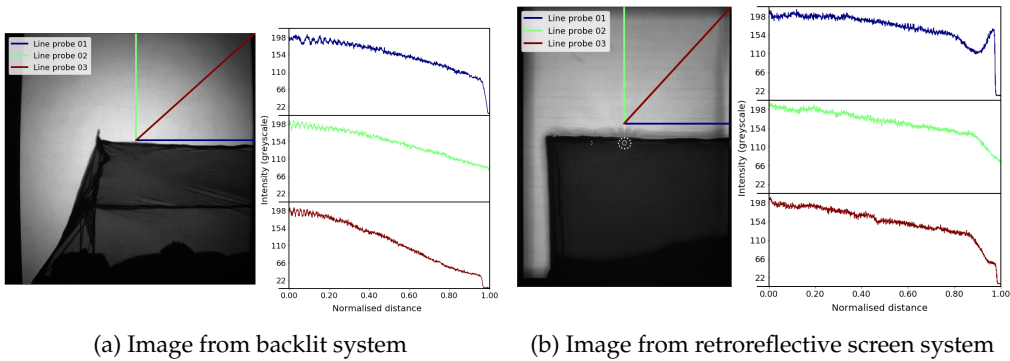 Line probe 01
Line probe 02
Line probe 03
Intensity (greyscale)
198
154
110
66
22
198
154
110
66
22
198
154
110
66
22
0.00 0.20 0.40 0.60 0.80 1.00
Normalised distance
(a) Image from backlit system
Line probe 01
Line probe 02
Line probe 03
Intensity (greyscale)
198
154
110
66
22
198
154
110
66
22
198
154
110
66
22
0.00 0.20 0.40 0.60 0.80 1.00
Normalised distance
(b) Image from retroreflective screen system